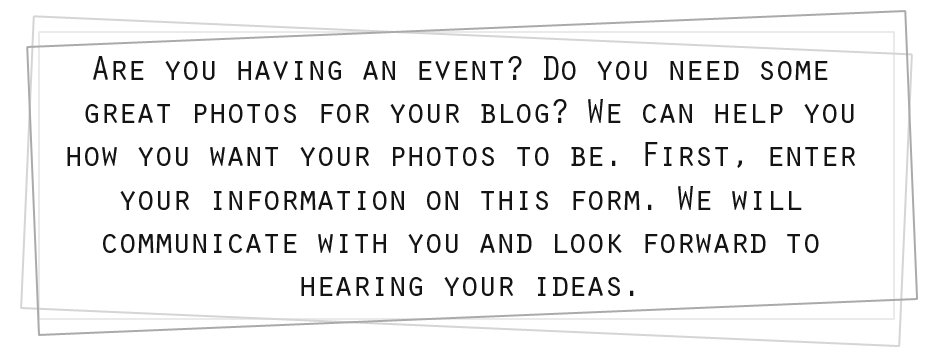 Are you having an event? Do you need some
great photos for your blog? We can help you
how you want your photos to be. First, enter
your information on this form. We will
communicate with you and look forward to
hearing your ideas.